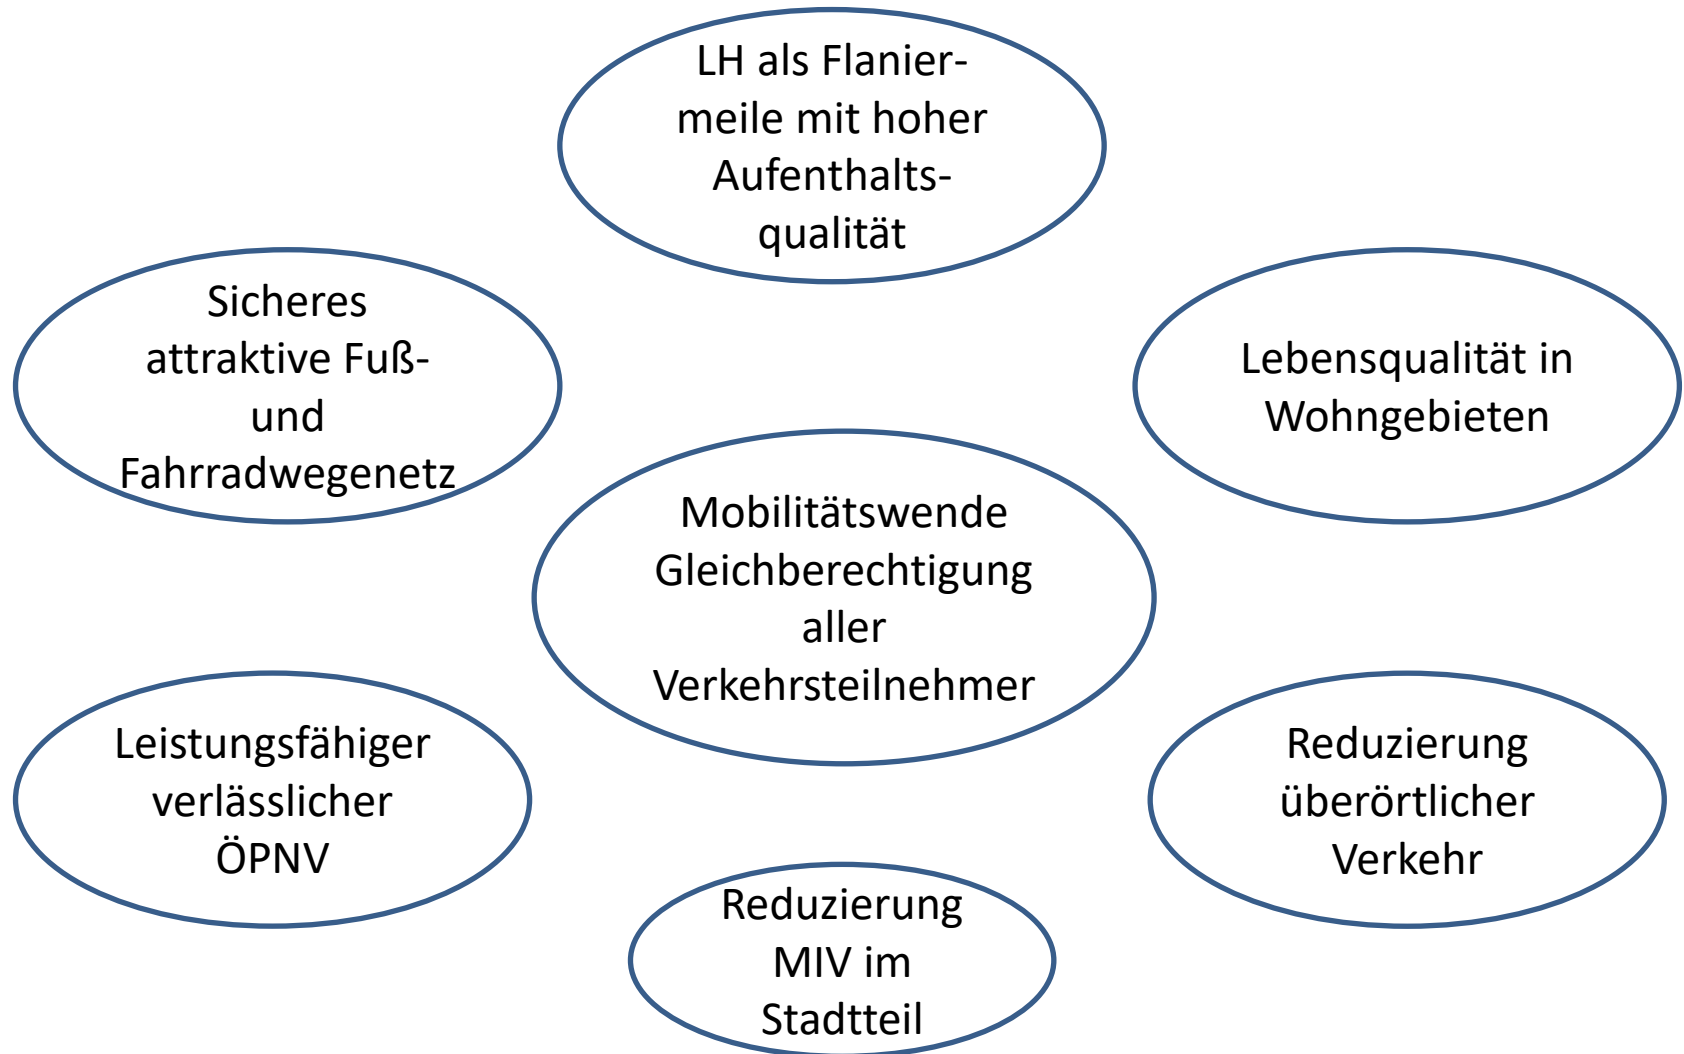 LH als Flanier-
meile mit hoher
Aufenthalts-
qualität
Sicheres
attraktive Fuß-
und
Fahrradwegenetz
Lebensqualität in
Wohngebieten
Mobilitätswende
Gleichberechtigung
aller
Verkehrsteilnehmer
Leistungsfähiger
verlässlicher
ÖPNV
Reduzierung
überörtlicher
Verkehr
Reduzierung
MIV im
Stadtteil